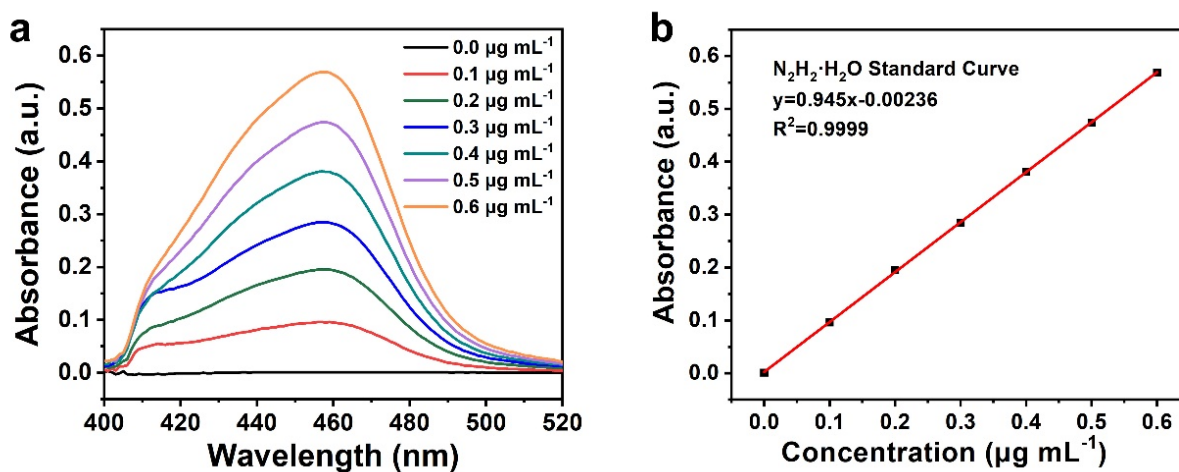 a
Absorbance (a.u.)
0.6
0.5
0.4
0.3
0.2
0.1
0.0
400
420
440
460
480
500
520
Wavelength (nm)
0.0 μg mL⁻¹
0.1 μg mL⁻¹
0.2 μg mL⁻¹
0.3 μg mL⁻¹
0.4 μg mL⁻¹
0.5 μg mL⁻¹
0.6 μg mL⁻¹
b
Absorbance (a.u.)
0.6
0.5
0.4
0.3
0.2
0.1
0.0
0.0
0.1
0.2
0.3
0.4
0.5
0.6
Concentration (μg mL⁻¹)
N₂H₂·H₂O Standard Curve
y=0.945x-0.00236
R²=0.9999